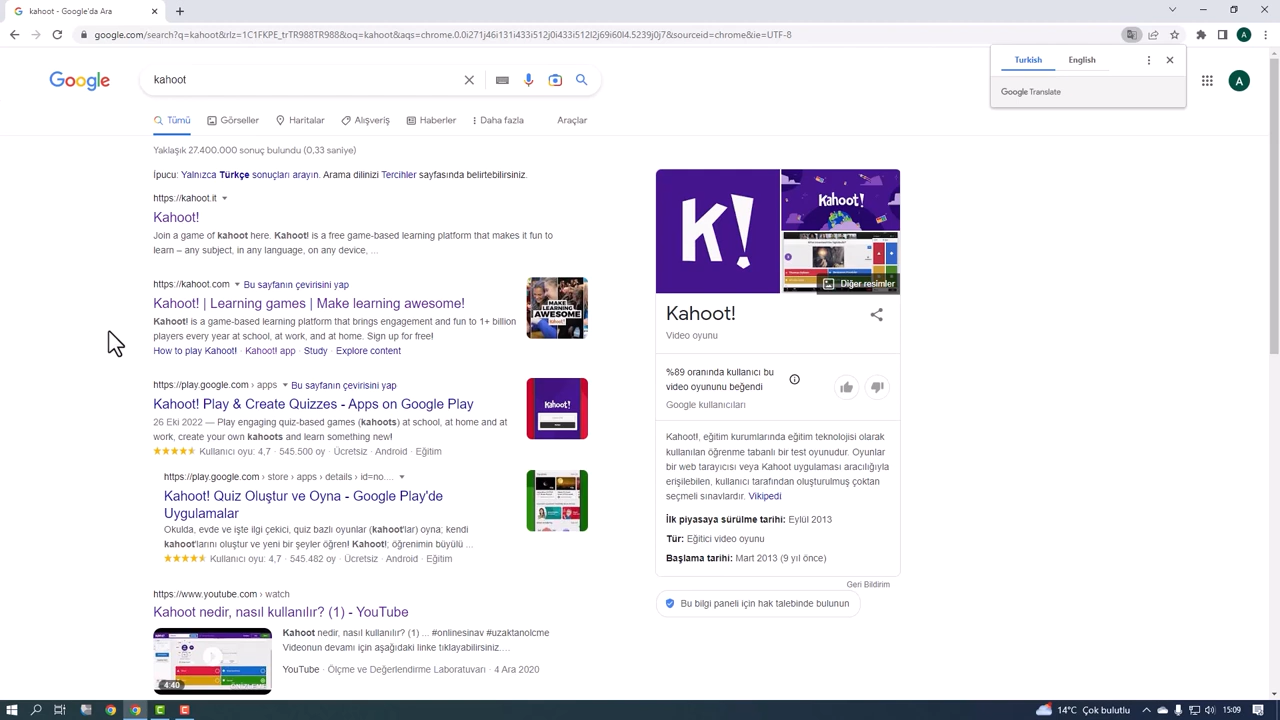 kahoot - Google'da Ara
google.com/search?q=kahoot&rlz=1C1FKPE_trTR988TR988&oq=kahoot&aqs=chrome.0.0i271j46i131i433i512j0i433i512l2j69i60l4.5239j0j7&sourceid=chrome&ie=UTF-8
A
Turkish English
Google Translate
Google
kahoot
A
Tümü Görseller Haritalar Alışveriş Haberler Daha fazla Araçlar
Yaklaşık 27.400.000 sonuç bulundu (0,33 saniye)
İpucu: Yalnızca Türkçe sonuçları arayın. Arama dilinizi Tercihler sayfasında belirtebilirsiniz.
https://kahoot.it
Kahoot!
Join a game of kahoot here. Kahoot! is a free game-based learning platform that makes it fun to
learn – any subject, in any language, on any device, ...
https://kahoot.com Bu sayfanın çevirisini yap
Kahoot! | Learning games | Make learning awesome!
Kahoot! is a game-based learning platform that brings engagement and fun to 1+ billion
players every year at school, at work, and at home. Sign up for free!
How to play Kahoot! · Kahoot! app · Study · Explore content
MAKE
LEARNING
AWESOME
https://play.google.com › apps Bu sayfanın çevirisini yap
Kahoot! Play & Create Quizzes - Apps on Google Play
26 Eki 2022 — Play engaging quiz-based games (kahoots) at school, at home and at
work, create your own kahoots and learn something new!
Kullanıcı oyu: 4,7 · 545.500 oy · Ücretsiz · Android · Eğitim
Kahoot!
https://play.google.com › store › apps › details › id=no....
Kahoot! Quiz Oluştur ve Oyna - Google Play'de
Uygulamalar
Okulda, evde ve işte ilgi çekici, quiz bazlı oyunlar (kahoot'lar) oyna; kendi
kahoot'larını oluştur ve yeni bir şeyler öğren! Kahoot!; öğrenimin büyülü ...
Kullanıcı oyu: 4,7 · 545.482 oy · Ücretsiz · Android · Eğitim
https://www.youtube.com › watch
Kahoot nedir, nasıl kullanılır? (1) - YouTube
Kahoot nedir, nasıl kullanılır? (1) ... #onlinesinav #uzaktanolcme
Videonun devamı için aşağıdaki linke tıklayabilirsiniz....
YouTube · Ölçme ve Değerlendirme Laboratuvarı · 4 Ara 2020
4:40
K!
Kahoot!
Diğer resimler
Kahoot!
Video oyunu
%89 oranında kullanıcı bu
video oyununu beğendi
Google kullanıcıları
Kahoot!, eğitim kurumlarında eğitim teknolojisi olarak
kullanılan öğrenme tabanlı bir test oyunudur. Oyunlar
bir web tarayıcısı veya Kahoot uygulaması aracılığıyla
erişilebilen, kullanıcı tarafından oluşturulmuş çoktan
seçmeli sınavlardır. Vikipedi
İlk piyasaya sürülme tarihi: Eylül 2013
Tür: Eğitici video oyunu
Başlama tarihi: Mart 2013 (9 yıl önce)
Geri Bildirim
Bu bilgi paneli için hak talebinde bulunun
14°C Çok bulutlu 15:09